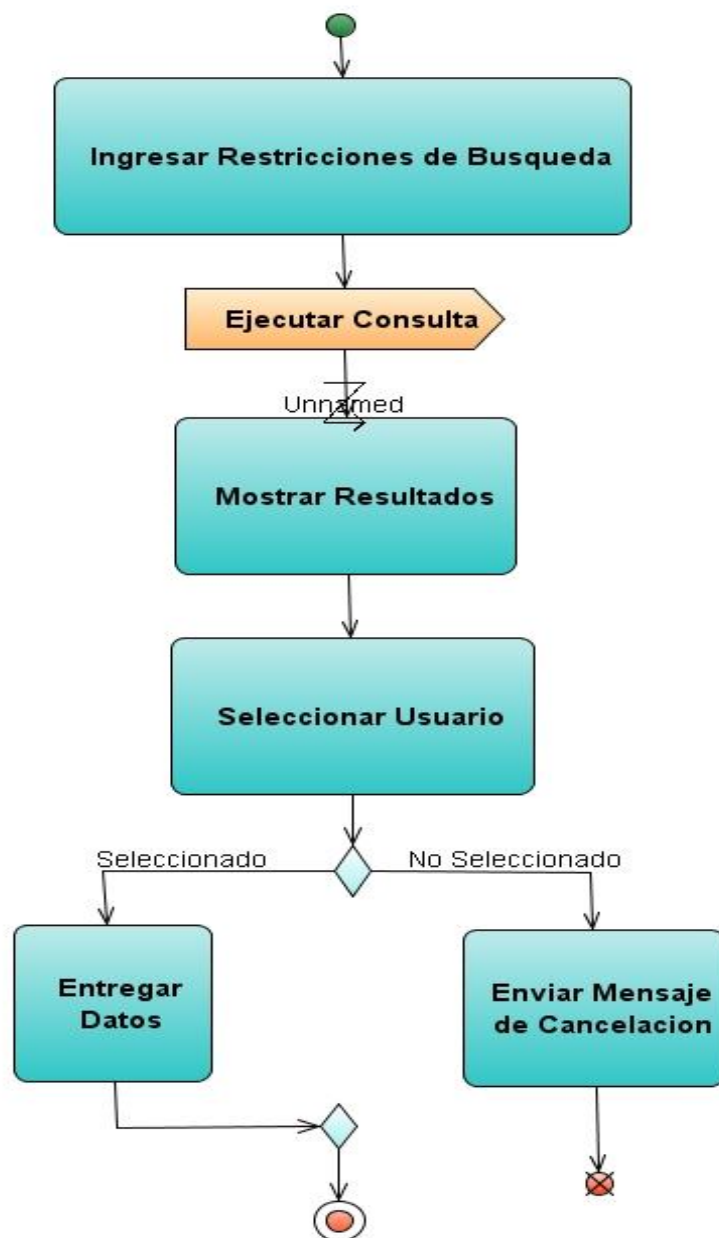 Ingresar Restricciones de Busqueda
Ejecutar Consulta
Unnamed
Mostrar Resultados
Seleccionar Usuario
Seleccionado
No Seleccionado
Entregar
Datos
Enviar Mensaje
de Cancelacion